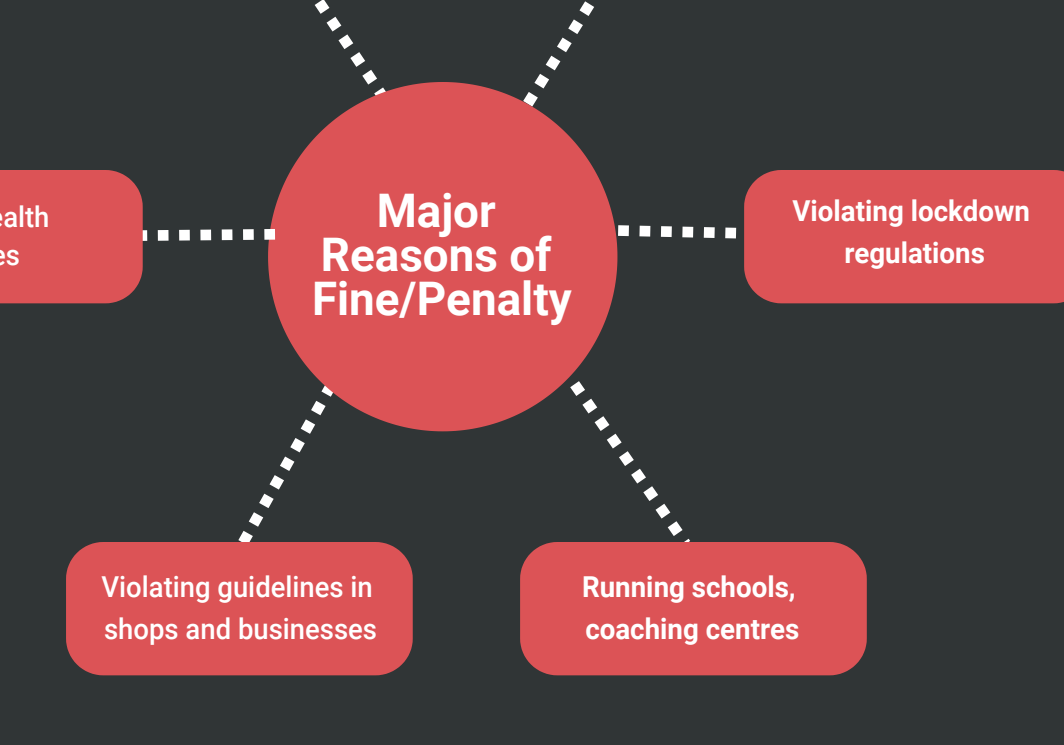 Major
Reasons of
Fine/Penalty
Violating lockdown
regulations
Violating guidelines in
shops and businesses
Running schools,
coaching centres